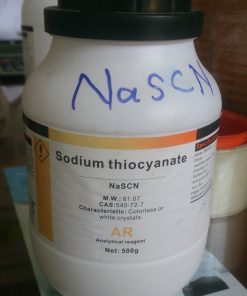 NaSCN
Sodium thiocyanate
NaSCN
M.W.: 81.07
CAS:540-72-7
Characteristic: Colorless or
white crystals.
AR
Analytical reagent
Net: 500g